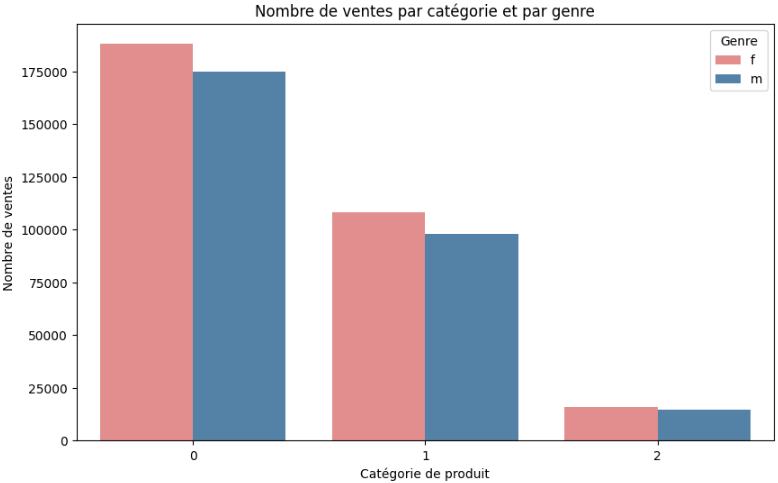 Nombre de ventes par catégorie et par genre
Genre
f
m
Nombre de ventes
175000
150000
125000
100000
75000
50000
25000
0
0 1 2
Catégorie de produit